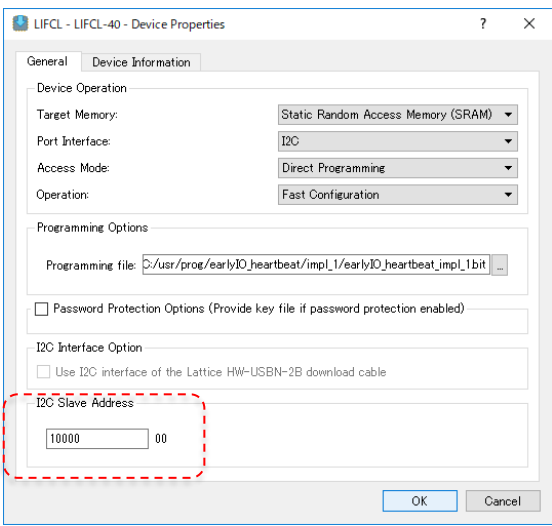 LIFCL - LIFCL-40 - Device Properties ? ×
General Device Information
Device Operation
Target Memory: Static Random Access Memory (SRAM)
Port Interface: I2C
Access Mode: Direct Programming
Operation: Fast Configuration
Programming Options
Programming file: C:/usr/prog/earlyIO_heartbeat/impl_1/earlyIO_heartbeat_impl_1.bit ...
Password Protection Options (Provide key file if password protection enabled)
I2C Interface Option
Use I2C interface of the Lattice HW-USBN-2B download cable
I2C Slave Address
10000 00
OK Cancel